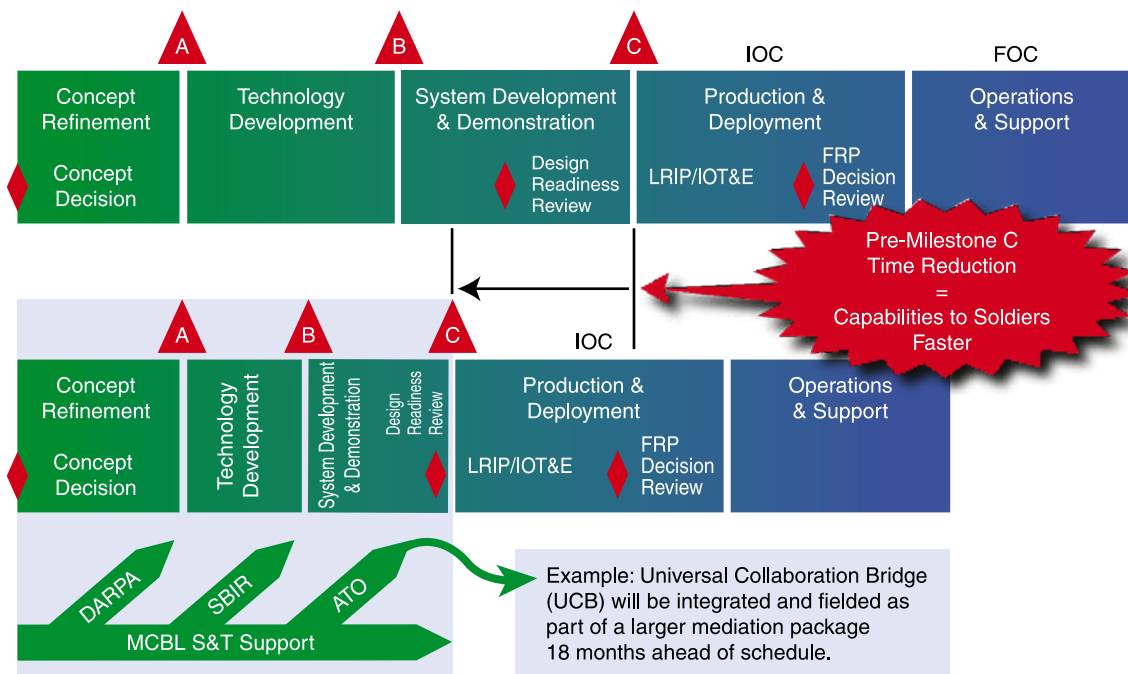 A
B
C
IOC
FOC
Concept
Refinement
Technology
Development
System Development
& Demonstration
Production &
Deployment
Operations
& Support
Concept
Decision
Design
Readiness
Review
LRIP/IOT&E
FRP
Decision
Review
Pre-Milestone C
Time Reduction
=
Capabilities to Soldiers
Faster
A
B
C
IOC
Concept
Refinement
Concept
Decision
Technology
Development
System Development
& Demonstration
Design
Readiness
Review
Production &
Deployment
LRIP/IOT&E
FRP
Decision
Review
Operations
& Support
DARPA
SBIR
ATO
MCBL S&T Support
Example: Universal Collaboration Bridge
(UCB) will be integrated and fielded as
part of a larger mediation package
18 months ahead of schedule.